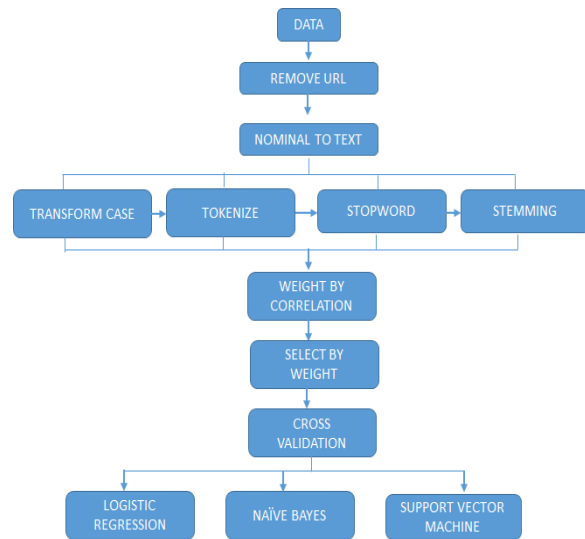 DATA
REMOVE URL
NOMINAL TO TEXT
TRANSFORM CASE
TOKENIZE
STOPWORD
STEMMING
WEIGHT BY
CORRELATION
SELECT BY
WEIGHT
CROSS
VALIDATION
LOGISTIC
REGRESSION
NAÏVE BAYES
SUPPORT VECTOR
MACHINE